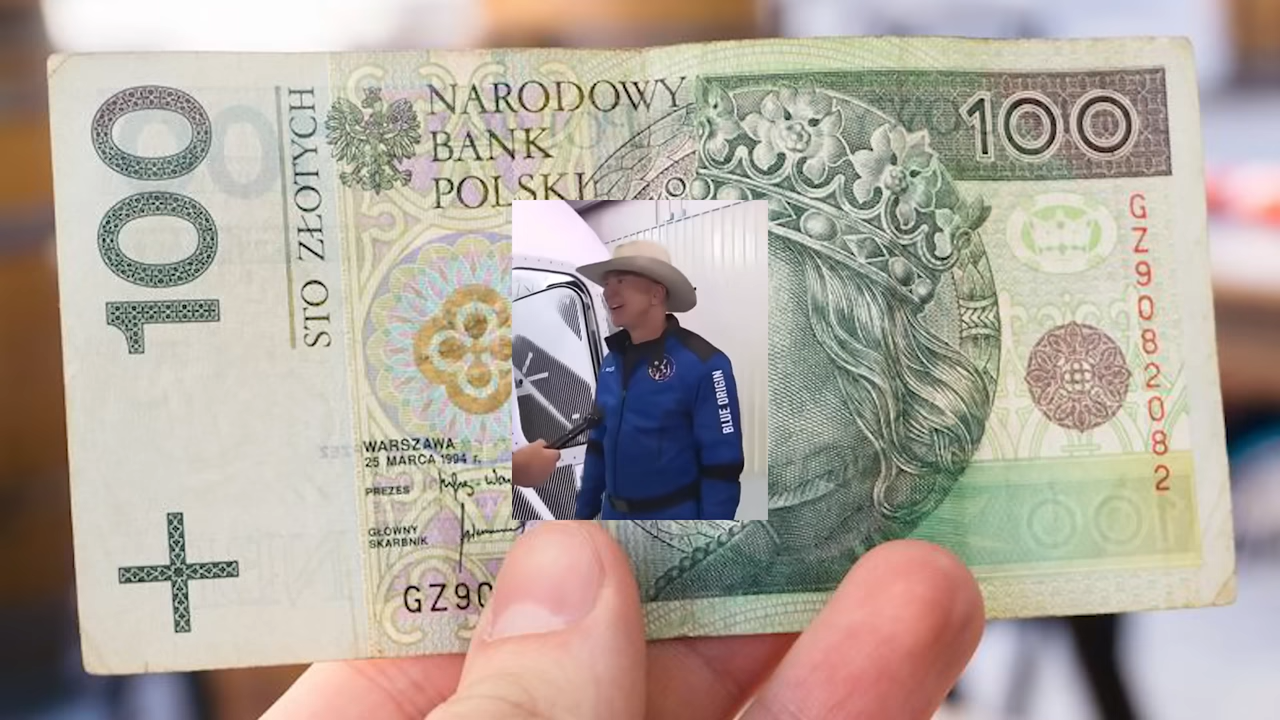 100
STO ZŁOTYCH
NARODOWY
BANK
POLSKI
100
GZ9082082
BLUE ORIGIN
WARSZAWA
25 MARCA 1994 r.
PREZES
GŁÓWNY
SKARBNIK
GZ90